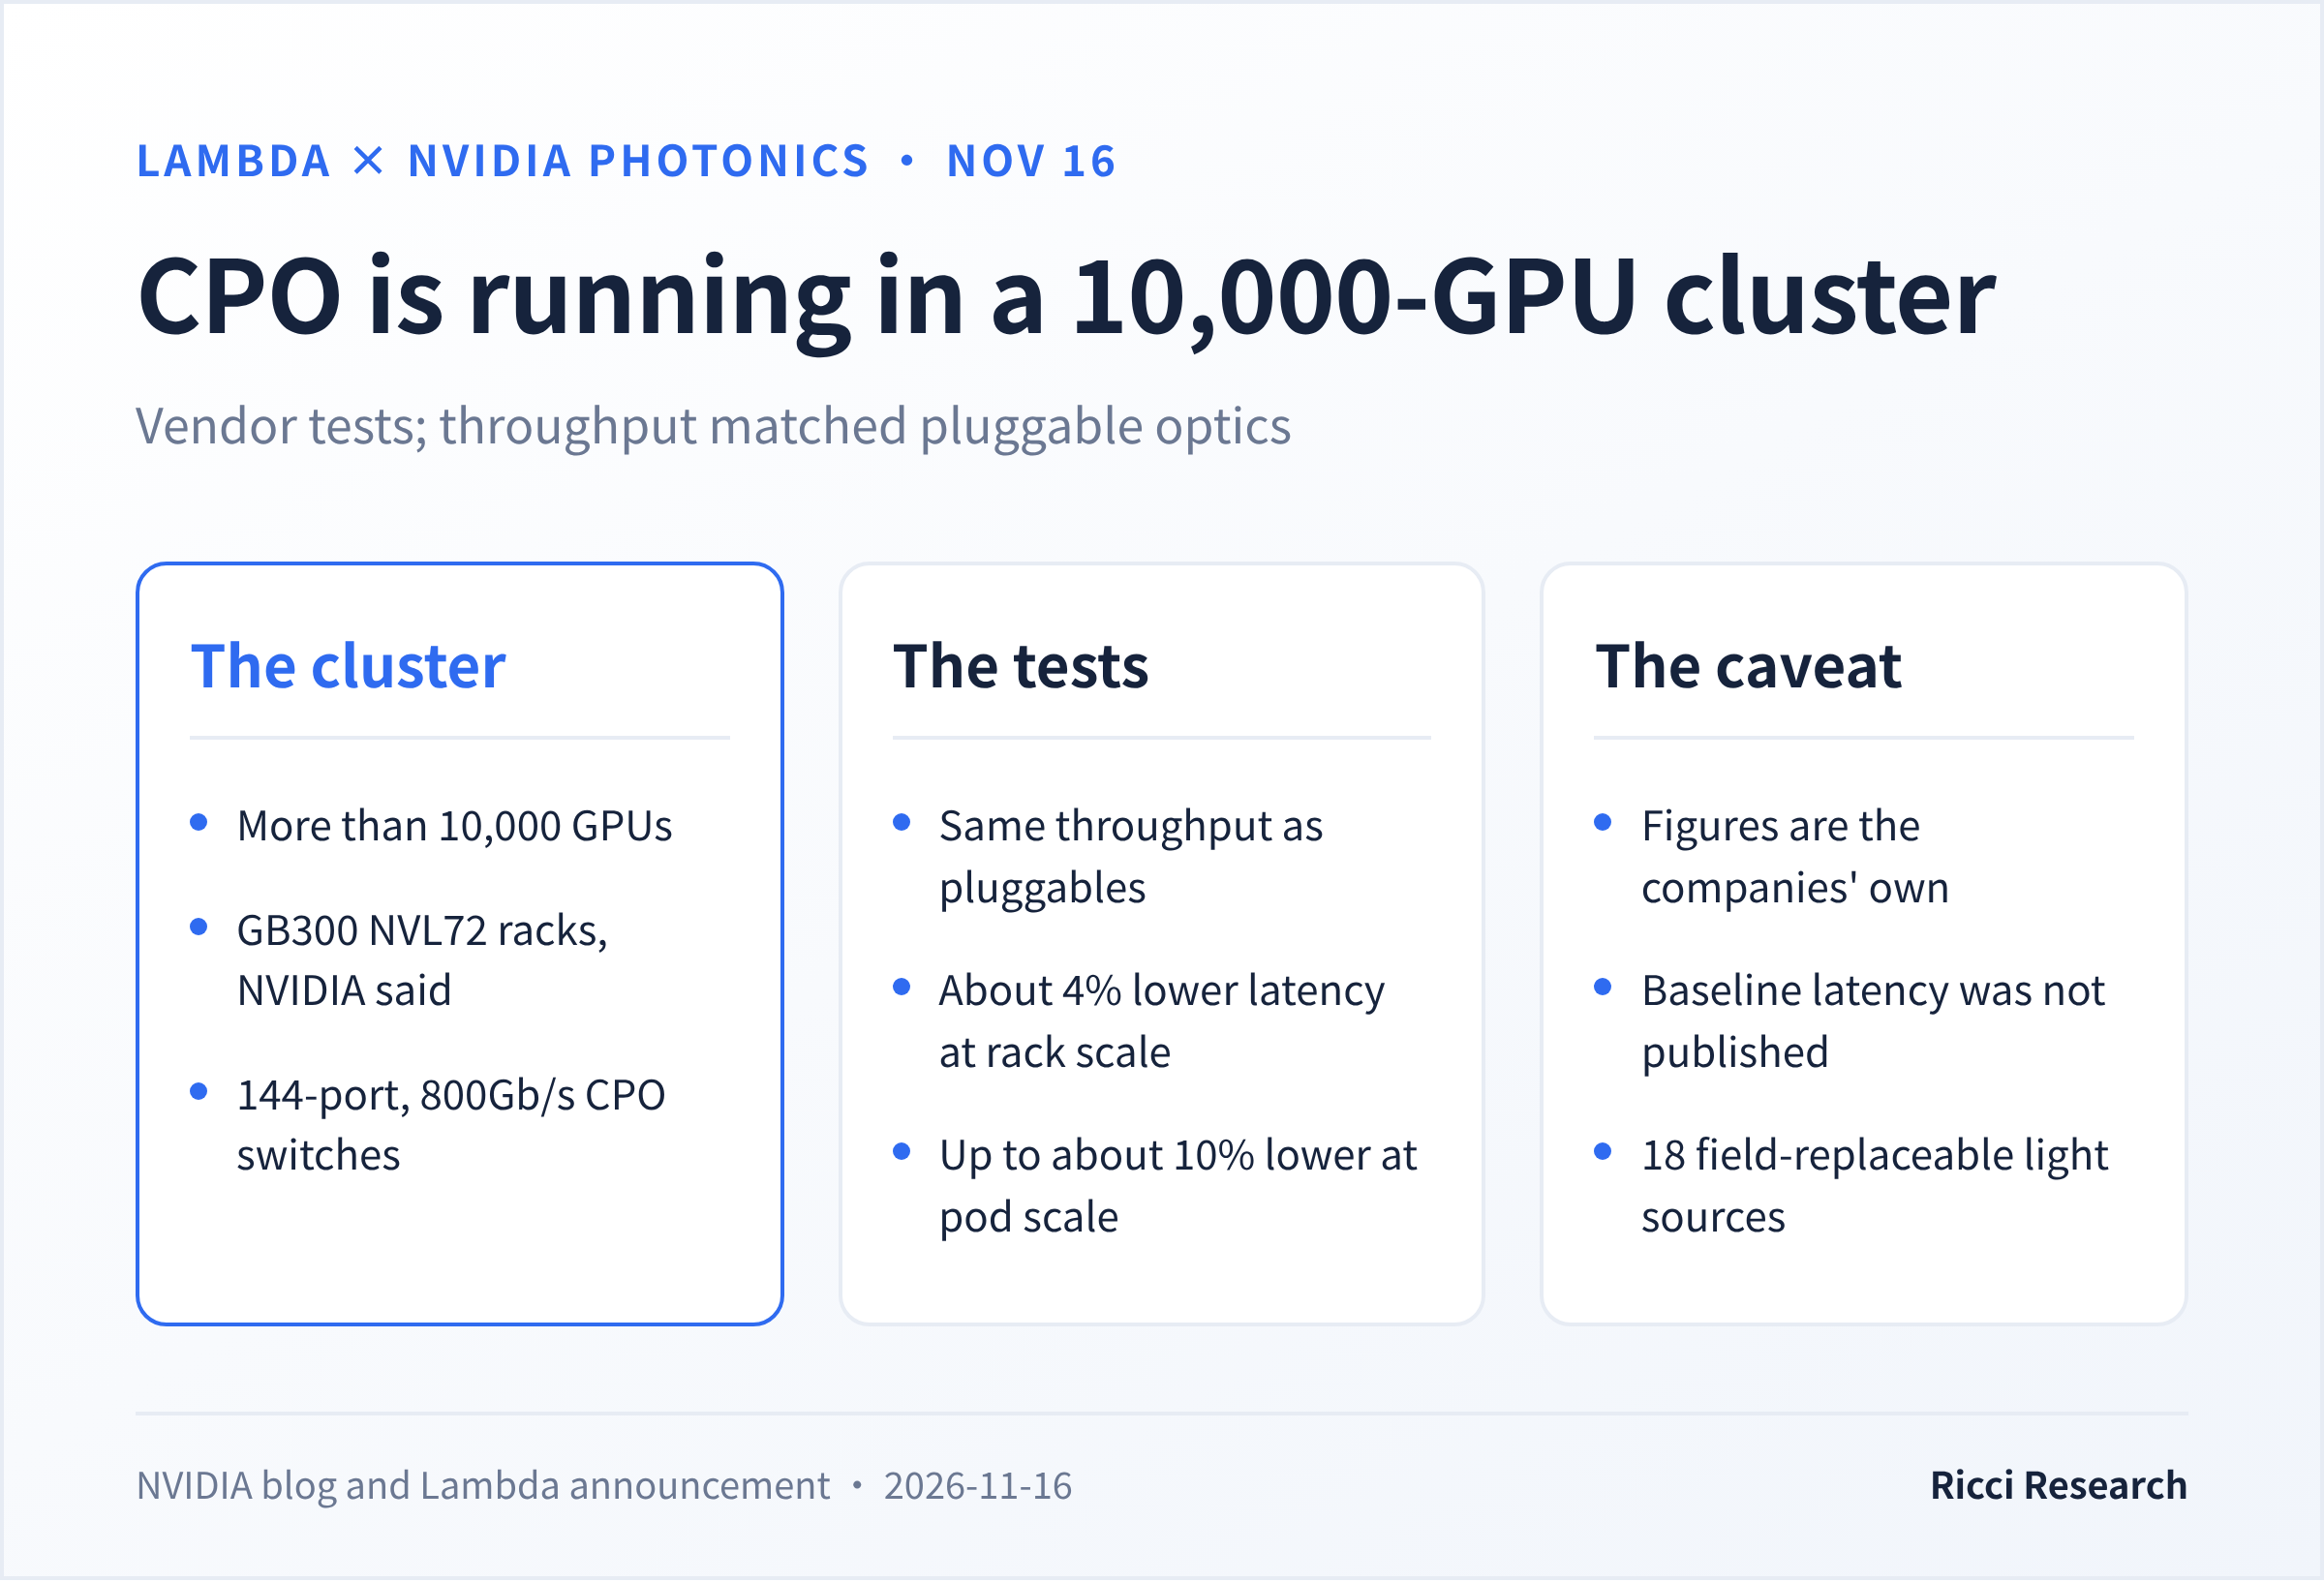 LAMBDA × NVIDIA PHOTONICS • NOV 16
CPO is running in a 10,000-GPU cluster
Vendor tests; throughput matched pluggable optics
The cluster
• More than 10,000 GPUs
• GB300 NVL72 racks,
NVIDIA said
• 144-port, 800Gb/s CPO
switches
The tests
• Same throughput as
pluggables
• About 4% lower latency
at rack scale
• Up to about 10% lower at
pod scale
The caveat
• Figures are the
companies' own
• Baseline latency was not
published
• 18 field-replaceable light
sources
NVIDIA blog and Lambda announcement • 2026-11-16
Ricci Research